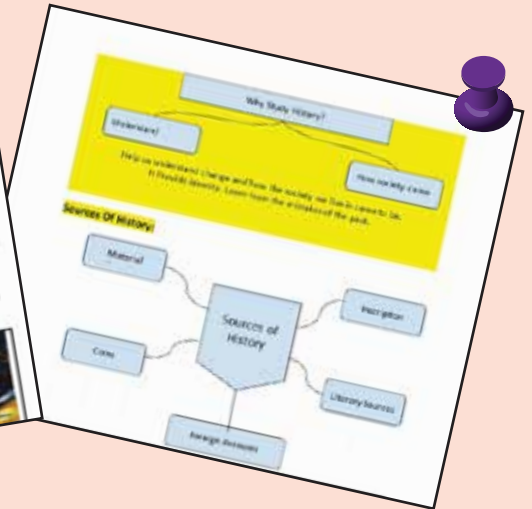 Why Study History?
Understand
How society came
Help us understand change and how the society we live in came to be.
It Provide Identity. Learn from the mistakes of the past.
Sources Of History:
Material
Inscription
Sources of
History
Coins
Literary Sources
Foreign Accounts